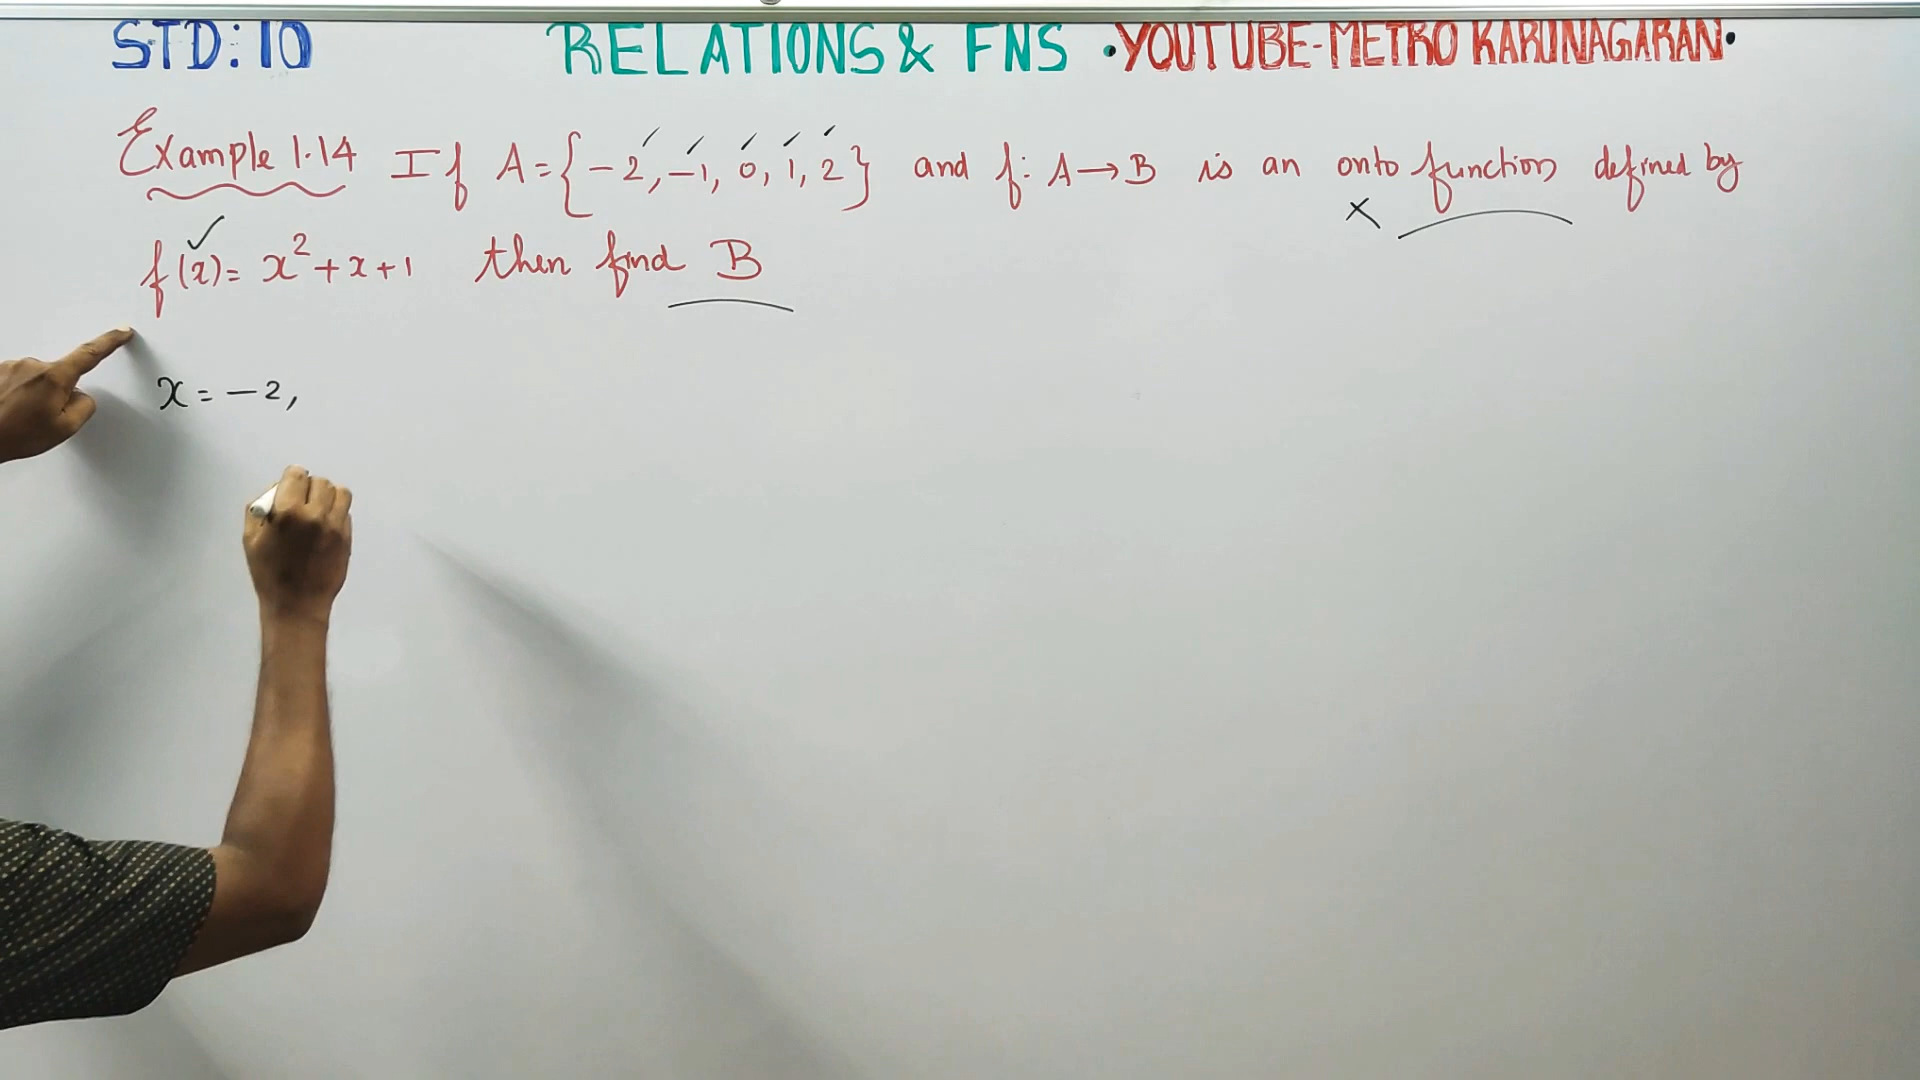 STD: 10 RELATIONS & FNS •YOUTUBE-METRO KARUNAGARAN•
Example 1.14 If A={-2,-1, 0, 1, 2} and f: A→B is an onto function defined by
f(x)= x²+x+1 then find B
x = -2,